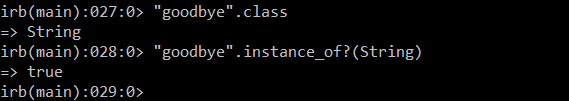 irb(main):027:0> "goodbye".class
=> String
irb(main):028:0> "goodbye".instance_of?(String)
=> true
irb(main):029:0>